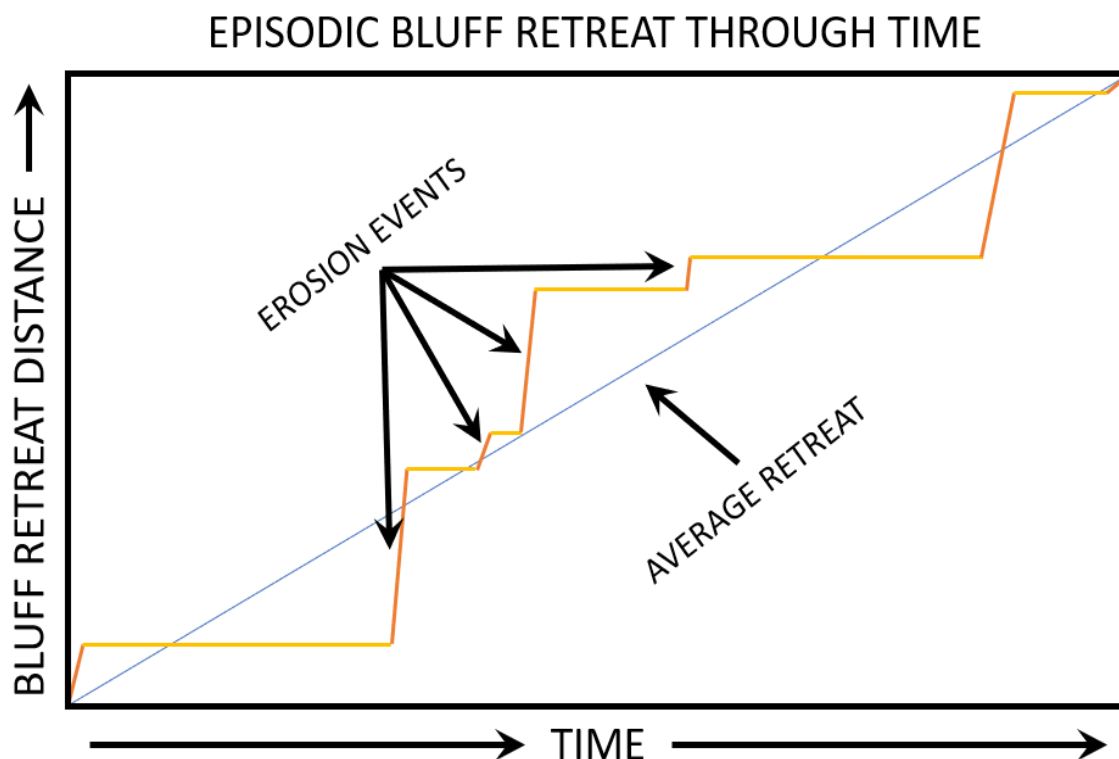 EPISODIC BLUFF RETREAT THROUGH TIME
BLUFF RETREAT DISTANCE
EROSION EVENTS
AVERAGE RETREAT
TIME